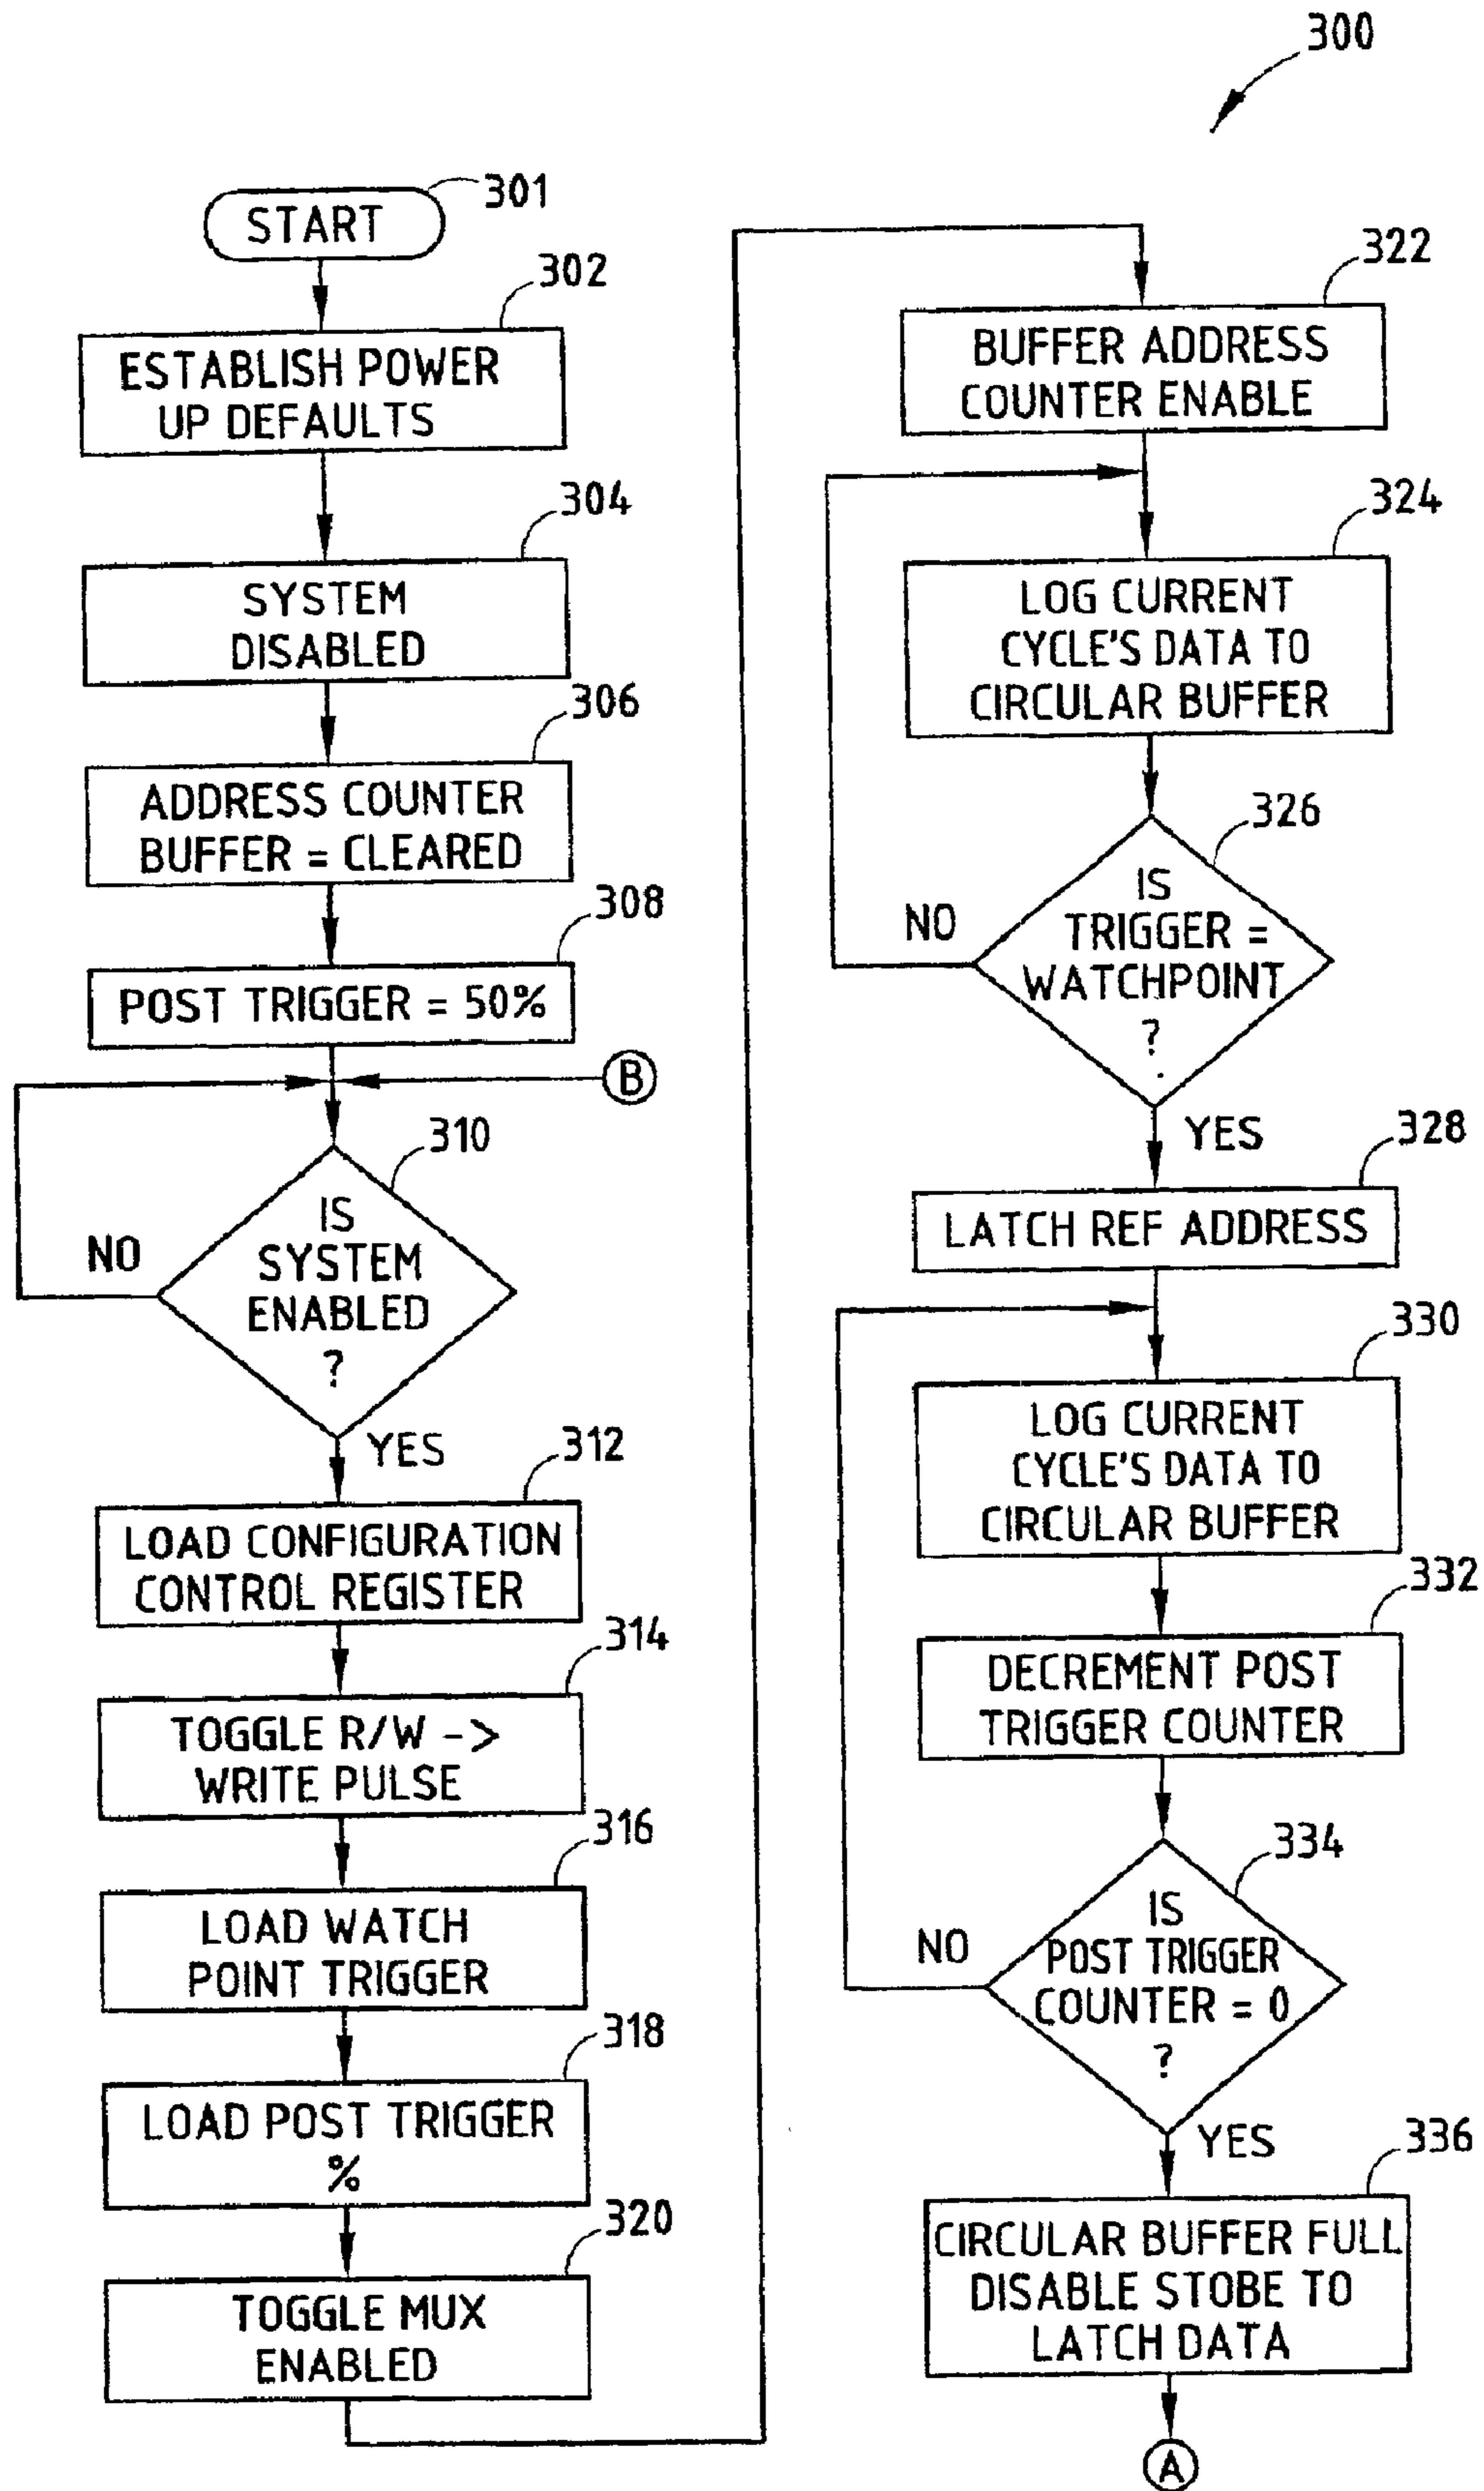 300
START
301
302
ESTABLISH POWER
UP DEFAULTS
304
SYSTEM
DISABLED
306
ADDRESS COUNTER
BUFFER = CLEARED
308
POST TRIGGER = 50%
B
310
IS
SYSTEM
ENABLED
?
NO
YES
312
LOAD CONFIGURATION
CONTROL REGISTER
314
TOGGLE R/W ->
WRITE PULSE
316
LOAD WATCH
POINT TRIGGER
318
LOAD POST TRIGGER
%
320
TOGGLE MUX
ENABLED
322
BUFFER ADDRESS
COUNTER ENABLE
324
LOG CURRENT
CYCLE'S DATA TO
CIRCULAR BUFFER
326
IS
TRIGGER =
WATCHPOINT
?
NO
YES
328
LATCH REF ADDRESS
330
LOG CURRENT
CYCLE'S DATA TO
CIRCULAR BUFFER
332
DECREMENT POST
TRIGGER COUNTER
334
IS
POST TRIGGER
COUNTER = 0
?
NO
YES
336
CIRCULAR BUFFER FULL
DISABLE STOBE TO
LATCH DATA
A